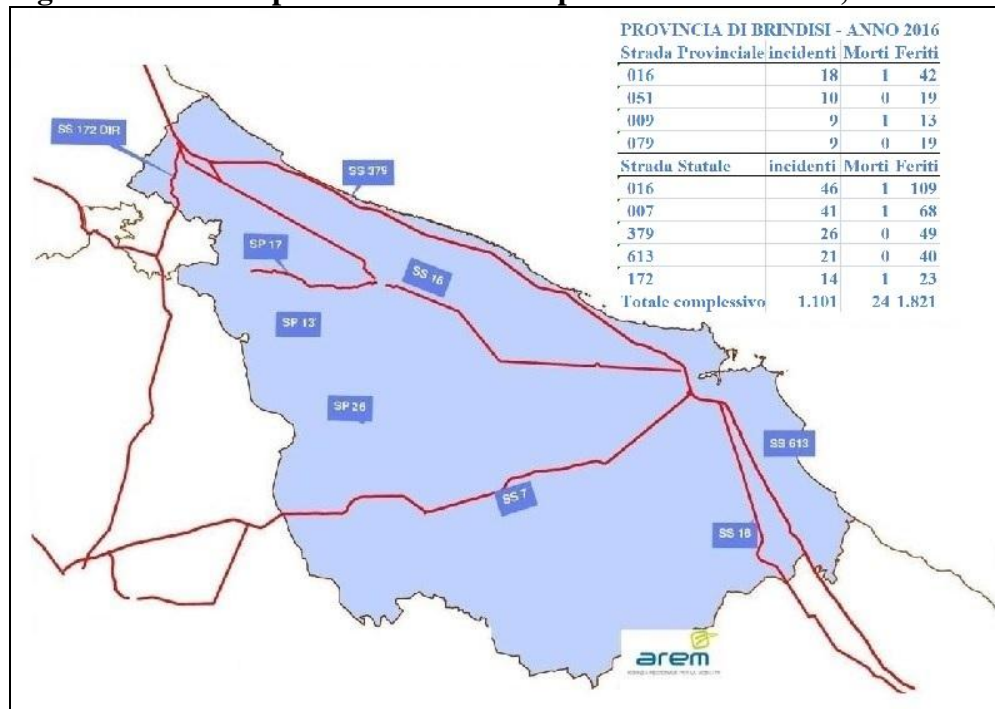 PROVINCIA DI BRINDISI - ANNO 2016
Strada Provinciale incidenti Morti Feriti
016 18 1 42
051 10 0 19
009 9 1 13
079 9 0 19
Strada Statale incidenti Morti Feriti
016 46 1 109
007 41 1 68
379 26 0 49
613 21 0 40
172 14 1 23
Totale complessivo 1.101 24 1.821
SS 172 DIR
SS 379
SP 17
SS 16
SP 13
SP 26
SS 613
SS 7
SS 16
arem